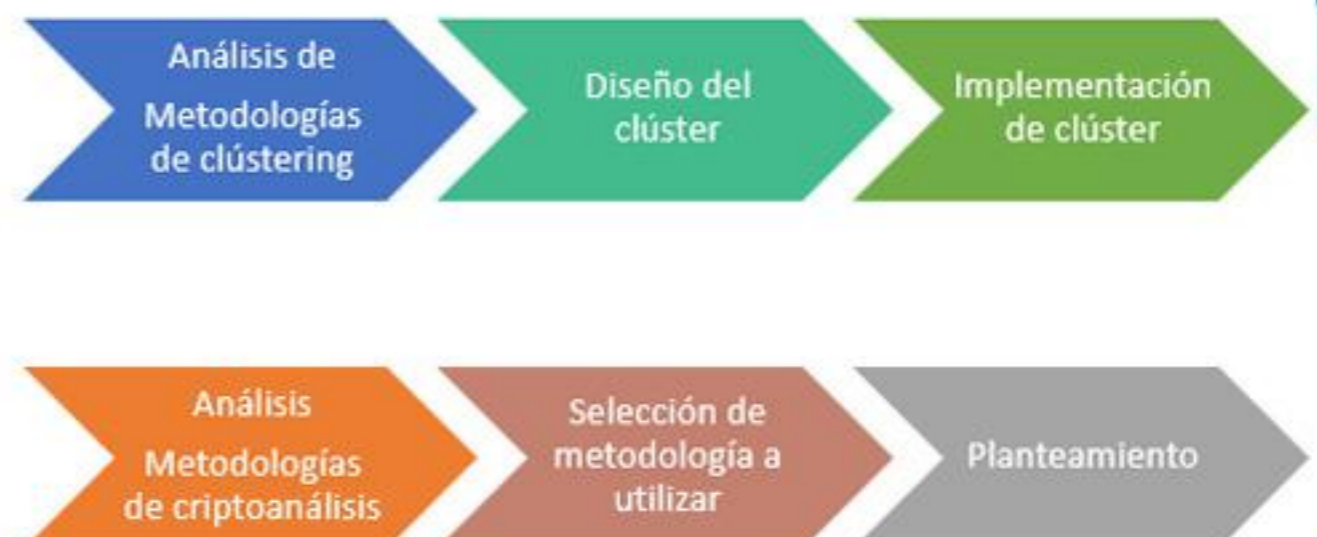 Análisis de
Metodologías
de clústering
Diseño del
clúster
Implementación
de clúster
Análisis
Metodologías
de criptoanálisis
Selección de
metodología a
utilizar
Planteamiento